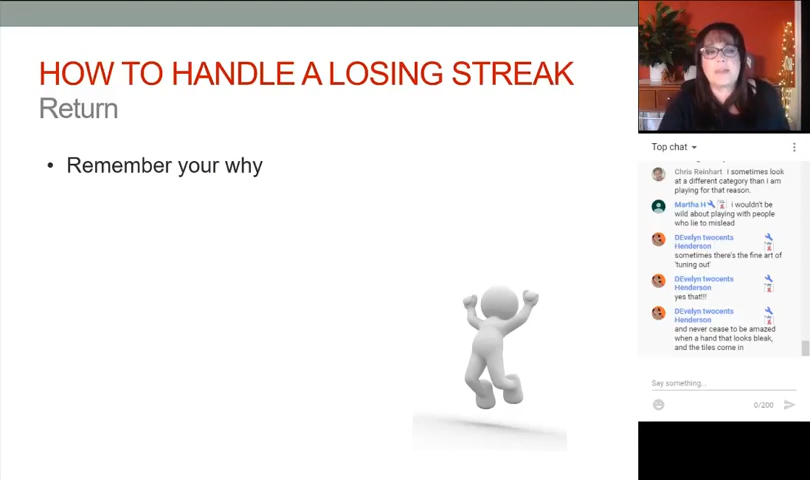 HOW TO HANDLE A LOSING STREAK
Return
• Remember your why
Top chat
Chris Reinhart i sometimes look
at a different category than i am
playing for that reason.
Martha H i wouldn't be
wild about playing with people
who lie to mislead
DEvelyn twocents
Henderson
sometimes there's the fine art of
'tuning out'
DEvelyn twocents
Henderson
yes that!!!
DEvelyn twocents
Henderson
and never cease to be amazed
when a hand that looks bleak,
and the tiles come in
Say something...
0/200